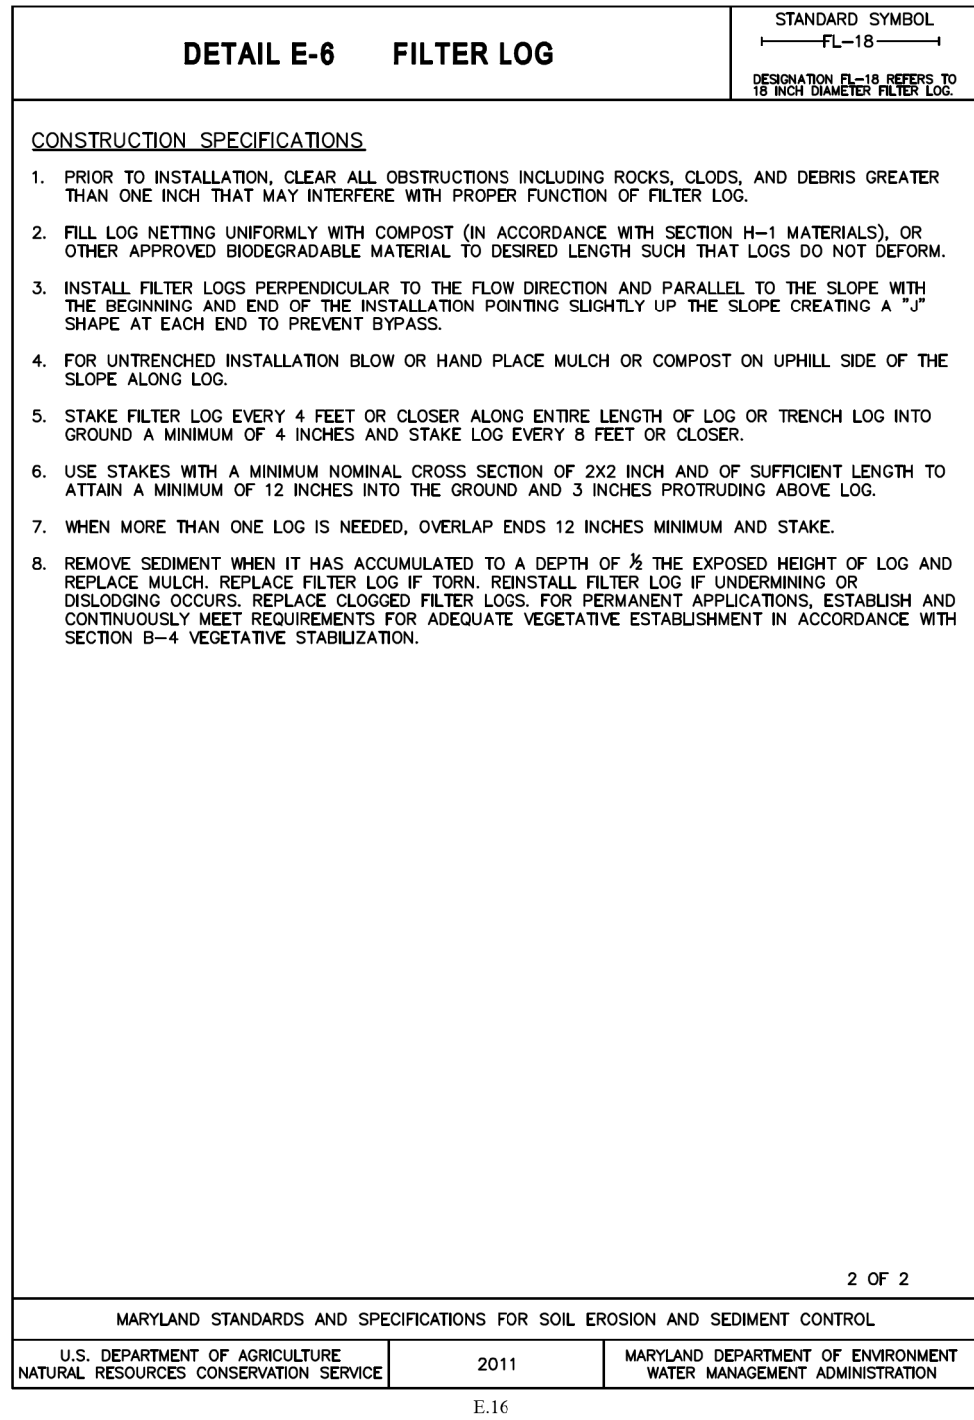 DETAIL E-6 FILTER LOG
STANDARD SYMBOL
FL-18
DESIGNATION FL-18 REFERS TO
18 INCH DIAMETER FILTER LOG.
CONSTRUCTION SPECIFICATIONS
1. PRIOR TO INSTALLATION, CLEAR ALL OBSTRUCTIONS INCLUDING ROCKS, CLODS, AND DEBRIS GREATER
THAN ONE INCH THAT MAY INTERFERE WITH PROPER FUNCTION OF FILTER LOG.
2. FILL LOG NETTING UNIFORMLY WITH COMPOST (IN ACCORDANCE WITH SECTION H-1 MATERIALS), OR
OTHER APPROVED BIODEGRADABLE MATERIAL TO DESIRED LENGTH SUCH THAT LOGS DO NOT DEFORM.
3. INSTALL FILTER LOGS PERPENDICULAR TO THE FLOW DIRECTION AND PARALLEL TO THE SLOPE WITH
THE BEGINNING AND END OF THE INSTALLATION POINTING SLIGHTLY UP THE SLOPE CREATING A "J"
SHAPE AT EACH END TO PREVENT BYPASS.
4. FOR UNTRENCHED INSTALLATION BLOW OR HAND PLACE MULCH OR COMPOST ON UPHILL SIDE OF THE
SLOPE ALONG LOG.
5. STAKE FILTER LOG EVERY 4 FEET OR CLOSER ALONG ENTIRE LENGTH OF LOG OR TRENCH LOG INTO
GROUND A MINIMUM OF 4 INCHES AND STAKE LOG EVERY 8 FEET OR CLOSER.
6. USE STAKES WITH A MINIMUM NOMINAL CROSS SECTION OF 2X2 INCH AND OF SUFFICIENT LENGTH TO
ATTAIN A MINIMUM OF 12 INCHES INTO THE GROUND AND 3 INCHES PROTRUDING ABOVE LOG.
7. WHEN MORE THAN ONE LOG IS NEEDED, OVERLAP ENDS 12 INCHES MINIMUM AND STAKE.
8. REMOVE SEDIMENT WHEN IT HAS ACCUMULATED TO A DEPTH OF ½ THE EXPOSED HEIGHT OF LOG AND
REPLACE MULCH. REPLACE FILTER LOG IF TORN. REINSTALL FILTER LOG IF UNDERMINING OR
DISLODGING OCCURS. REPLACE CLOGGED FILTER LOGS. FOR PERMANENT APPLICATIONS, ESTABLISH AND
CONTINUOUSLY MEET REQUIREMENTS FOR ADEQUATE VEGETATIVE ESTABLISHMENT IN ACCORDANCE WITH
SECTION B-4 VEGETATIVE STABILIZATION.
2 OF 2
MARYLAND STANDARDS AND SPECIFICATIONS FOR SOIL EROSION AND SEDIMENT CONTROL
U.S. DEPARTMENT OF AGRICULTURE
NATURAL RESOURCES CONSERVATION SERVICE
2011
MARYLAND DEPARTMENT OF ENVIRONMENT
WATER MANAGEMENT ADMINISTRATION
E.16